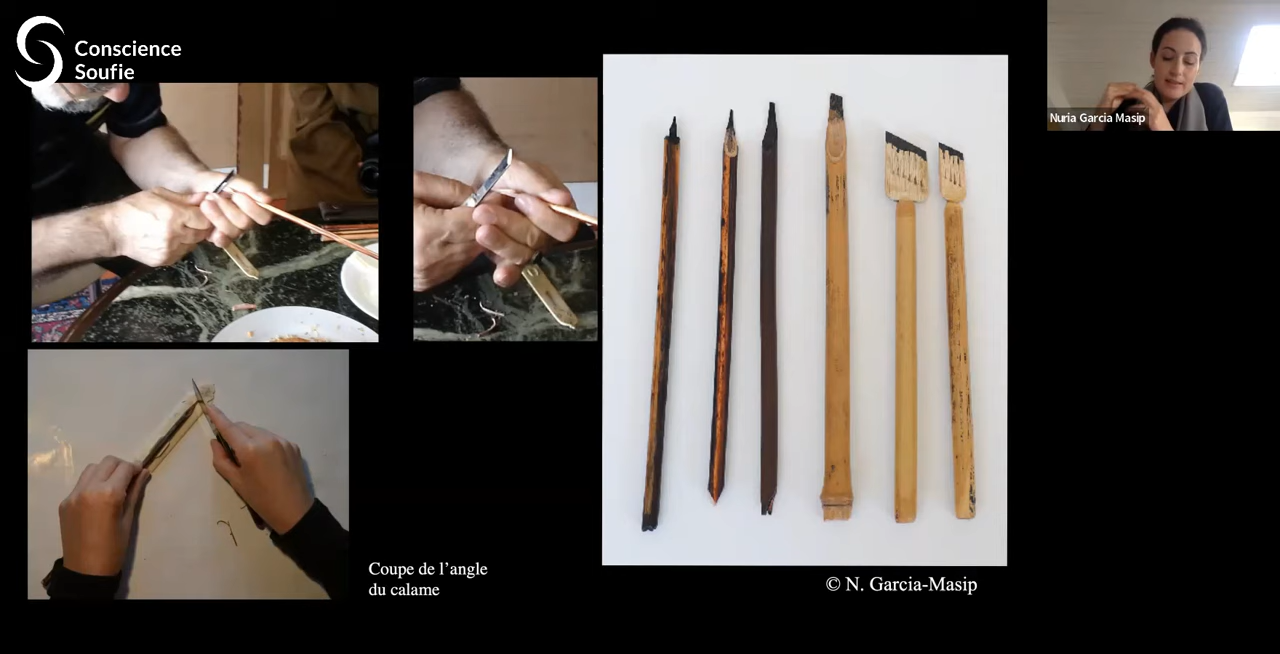 Conscience
Soufie
Nuria Garcia Masip
Coupe de l’angle
du calame
© N. Garcia-Masip